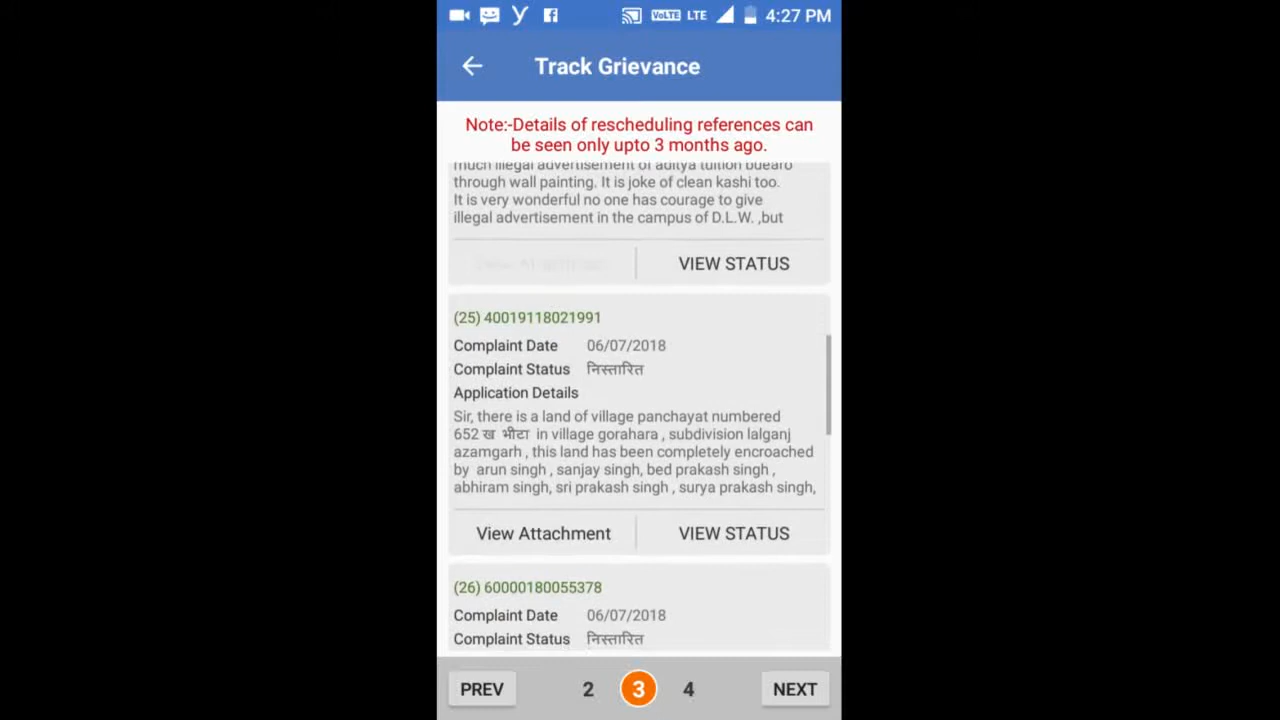 VoLTE LTE 4:27 PM
Track Grievance
Note:-Details of rescheduling references can
be seen only upto 3 months ago.
much illegal advertisement of aditya tuition buearo
through wall painting. It is joke of clean kashi too.
It is very wonderful no one has courage to give
illegal advertisement in the campus of D.L.W. ,but
VIEW STATUS
(25) 40019118021991
Complaint Date 06/07/2018
Complaint Status निस्तारित
Application Details
Sir, there is a land of village panchayat numbered
652 ख भीटा in village gorahara , subdivision lalganj
azamgarh , this land has been completely encroached
by arun singh , sanjay singh, bed prakash singh ,
abhiram singh, sri prakash singh , surya prakash singh,
View Attachment VIEW STATUS
(26) 60000180055378
Complaint Date 06/07/2018
Complaint Status निस्तारित
PREV 2 3 4 NEXT